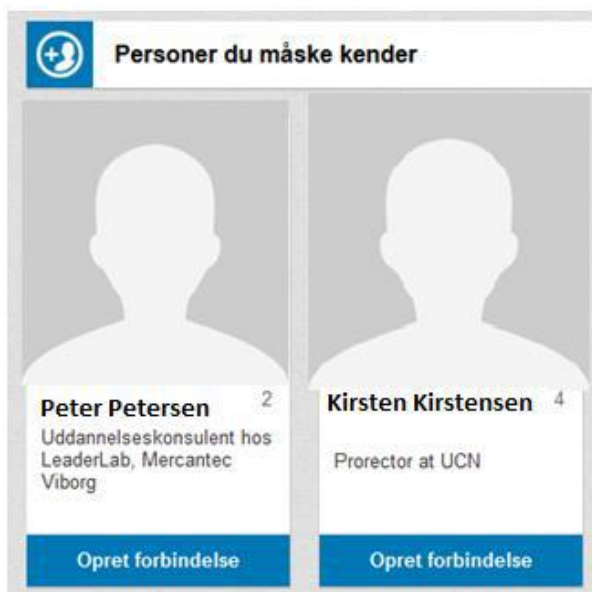 Personer du måske kender
Peter Petersen 2
Uddannelseskonsulent hos
LeaderLab, Mercantec
Viborg
Opret forbindelse
Kirsten Kirstensen 4
Prorector at UCN
Opret forbindelse